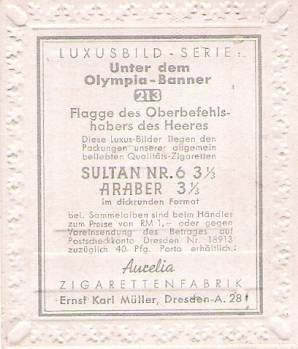 LUXUSBILD - SERIE:
Unter dem
Olympia-Banner
213
Flagge des Oberbefehls-
habers des Heeres
Diese Luxus-Bilder liegen den
Packungen unserer allgemein
beliebten Qualitäts-Zigaretten
SULTAN NR. 6 3⅓
ARABER 3⅓
im dickrunden Format
bei. Sammelalben sind beim Händler
zum Preise von RM 1,- oder gegen
Voreinsendung des Betrages auf
Postscheckkonto Dresden Nr. 18913
zuzüglich 40 Pfg. Porto erhältlich.
Aurelia
ZIGARETTENFABRIK
Ernst Karl Müller, Dresden-A. 28